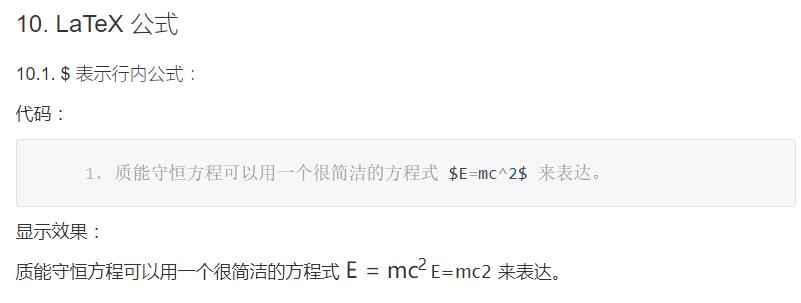 10. LaTeX 公式
10.1. $ 表示行内公式：
代码：
1. 质能守恒方程可以用一个很简洁的方程式 $E=mc^2$ 来表达。
显示效果：
质能守恒方程可以用一个很简洁的方程式 E = mc² E=mc2 来表达。